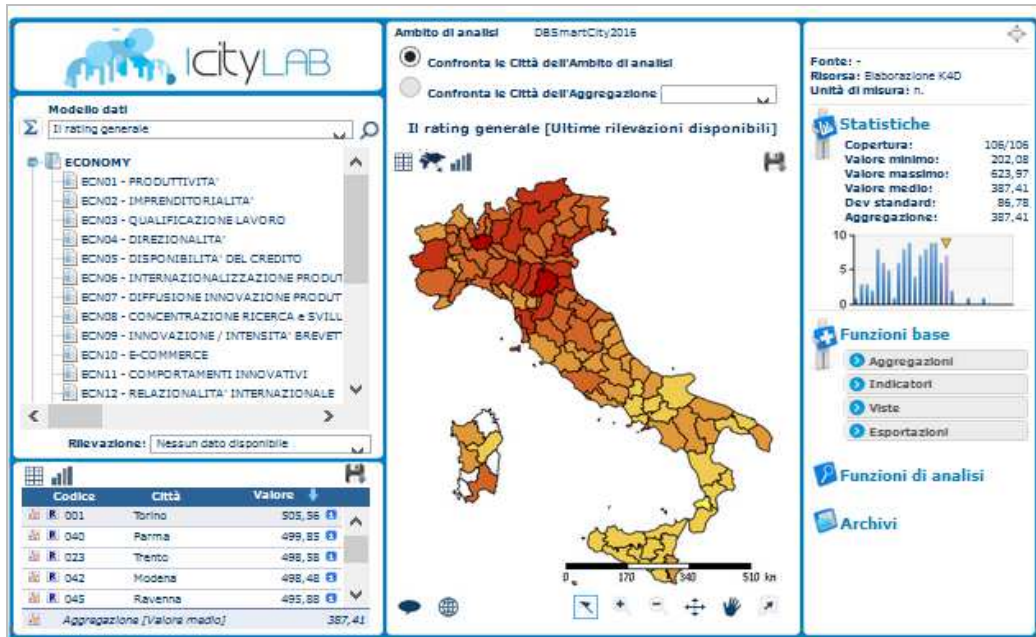 ICityLAB
Modello dati
Il rating generale
ECONOMY
ECN01 - PRODUTTIVITA'
ECN02 - IMPRENDITORIALITA'
ECN03 - QUALIFICAZIONE LAVORO
ECN04 - DIREZIONALITA'
ECN05 - DISPONIBILITA' DEL CREDITO
ECN06 - INTERNAZIONALIZZAZIONE PRODUT
ECN07 - DIFFUSIONE INNOVAZIONE PRODUT
ECN08 - CONCENTRAZIONE RICERCA e SVILU
ECN09 - INNOVAZIONE / INTENSITA' BREVETT
ECN10 - E-COMMERCE
ECN11 - COMPORTAMENTI INNOVATIVI
ECN12 - RELAZIONALITA' INTERNAZIONALE
Rilevazione: Nessun dato disponibile
Codice Città Valore
R 001 Torino 505,56
R 040 Parma 499,85
R 023 Trento 498,58
R 042 Modena 498,48
R 045 Ravenna 495,88
Aggregazione [Valore medio] 387,41
Ambito di analisi DBSmartCity2016
Confronta le Città dell'Ambito di analisi
Confronta le Città dell'Aggregazione
Il rating generale [Ultime rilevazioni disponibili]
0 170 340 510 km
Fonte: -
Risorsa: Elaborazione K4D
Unità di misura: n.
Statistiche
Copertura: 106/106
Valore minimo: 202,08
Valore massimo: 623,97
Valore medio: 387,41
Dev standard: 86,78
Aggregazione: 387,41
10
5
0
Funzioni base
Aggregazioni
Indicatori
Viste
Esportazioni
Funzioni di analisi
Archivi